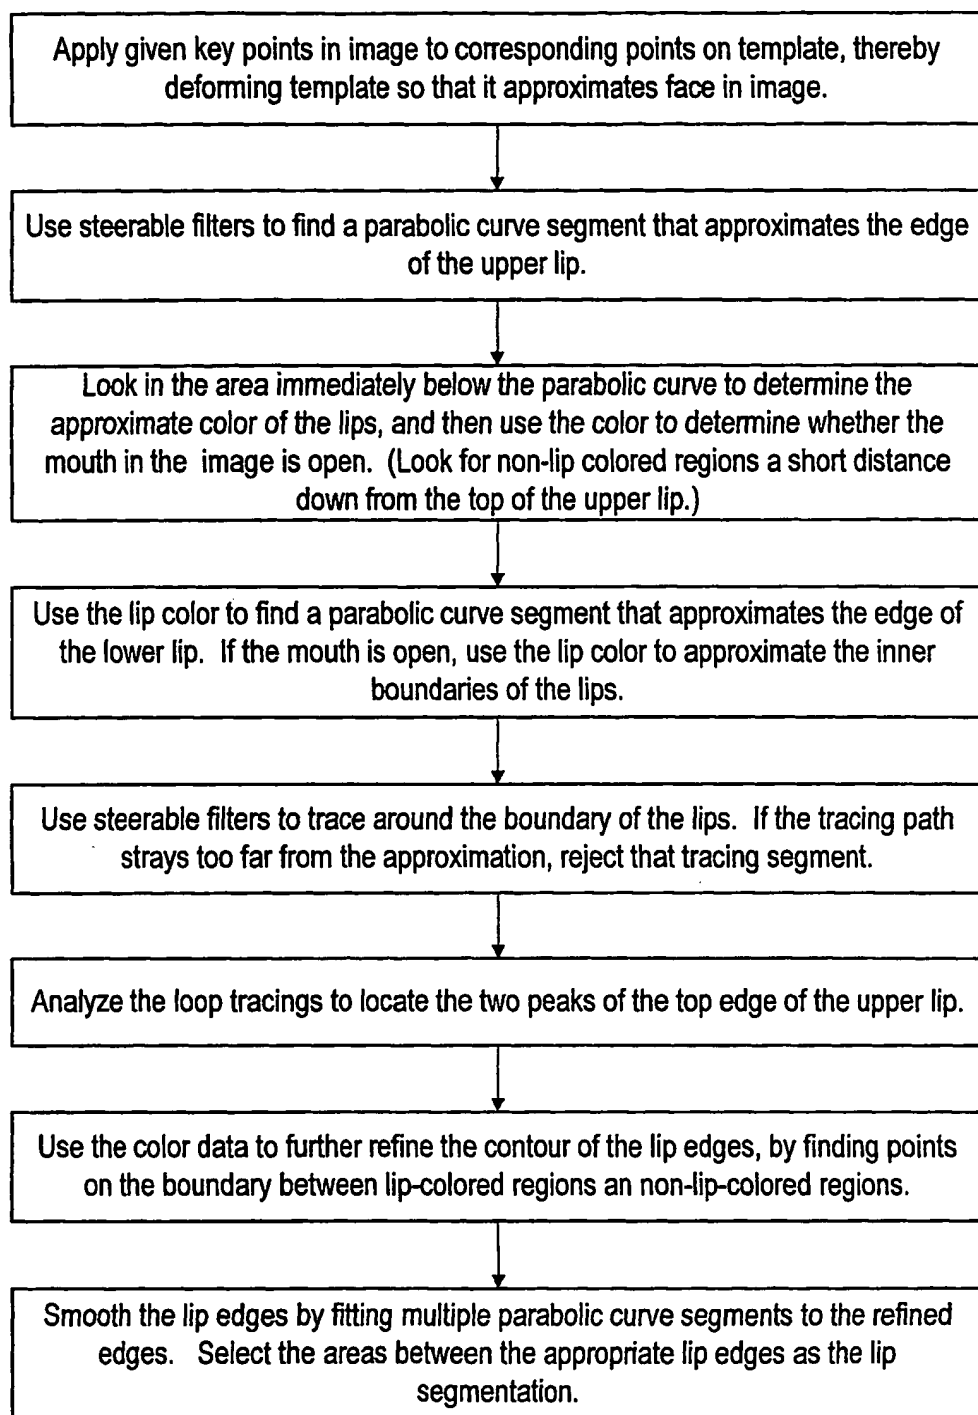 Apply given key points in image to corresponding points on template, thereby
deforming template so that it approximates face in image.
Use steerable filters to find a parabolic curve segment that approximates the edge
of the upper lip.
Look in the area immediately below the parabolic curve to determine the
approximate color of the lips, and then use the color to determine whether the
mouth in the image is open. (Look for non-lip colored regions a short distance
down from the top of the upper lip.)
Use the lip color to find a parabolic curve segment that approximates the edge of
the lower lip. If the mouth is open, use the lip color to approximate the inner
boundaries of the lips.
Use steerable filters to trace around the boundary of the lips. If the tracing path
strays too far from the approximation, reject that tracing segment.
Analyze the loop tracings to locate the two peaks of the top edge of the upper lip.
Use the color data to further refine the contour of the lip edges, by finding points
on the boundary between lip-colored regions an non-lip-colored regions.
Smooth the lip edges by fitting multiple parabolic curve segments to the refined
edges. Select the areas between the appropriate lip edges as the lip
segmentation.